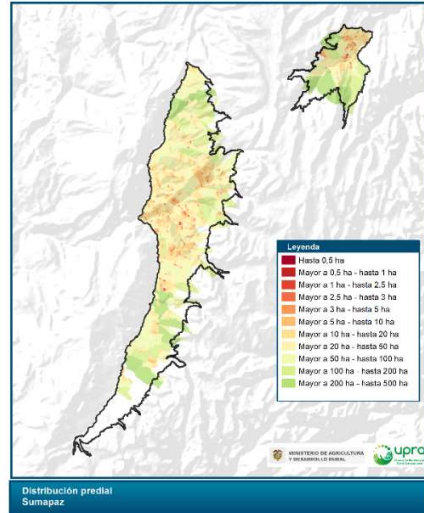 Leyenda
Hasta 0,5 ha
Mayor a 0,5 ha - hasta 1 ha
Mayor a 1 ha - hasta 2,5 ha
Mayor a 2,5 ha - hasta 3 ha
Mayor a 3 ha - hasta 5 ha
Mayor a 5 ha - hasta 10 ha
Mayor a 10 ha - hasta 20 ha
Mayor a 20 ha - hasta 50 ha
Mayor a 50 ha - hasta 100 ha
Mayor a 100 ha - hasta 200 ha
Mayor a 200 ha - hasta 500 ha
MINISTERIO DE AGRICULTURA
Y DESARROLLO RURAL
upra
Distribución predial
Sumapaz